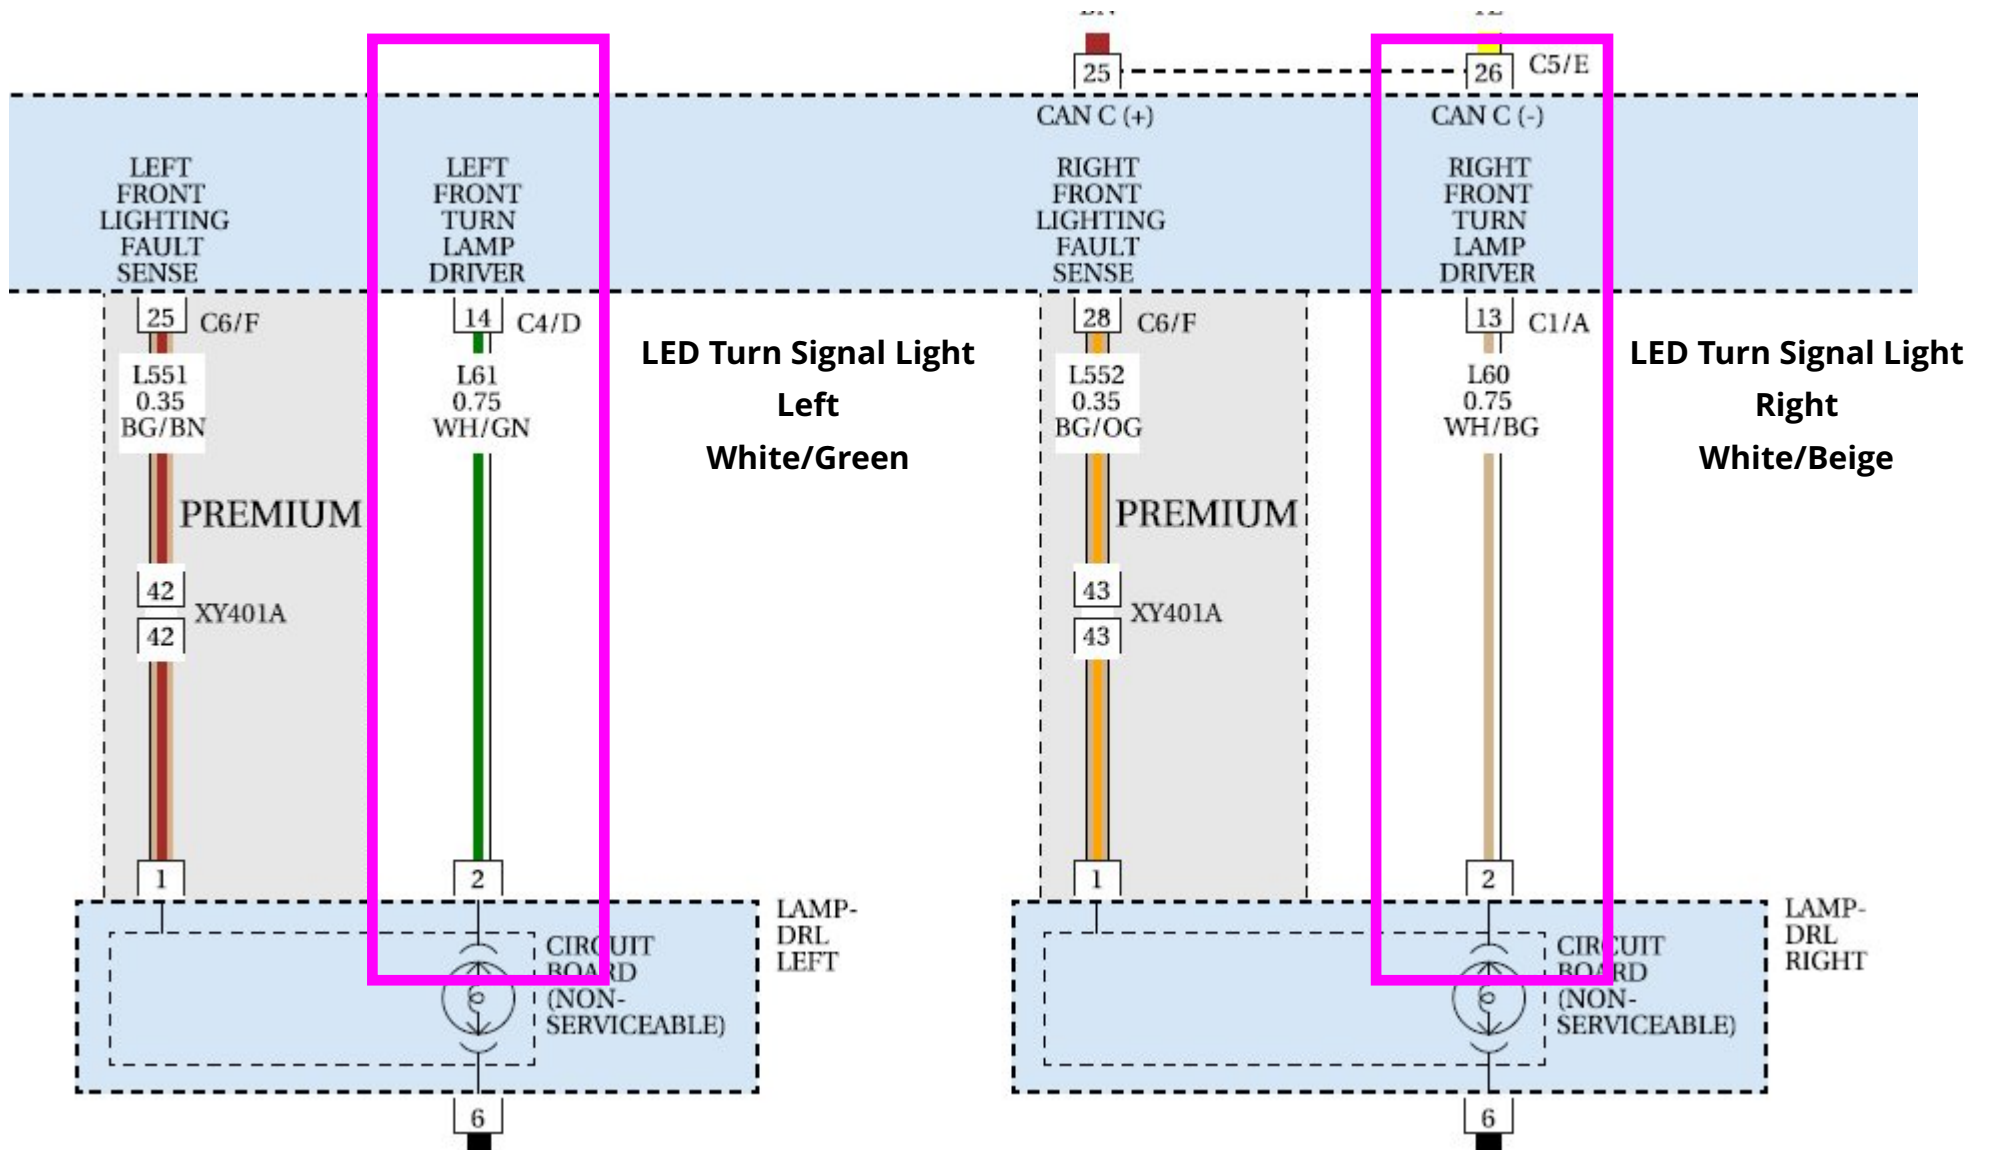 25
26
C5/E
CAN C (+)
CAN C (-)
LEFT
FRONT
LIGHTING
FAULT
SENSE
LEFT
FRONT
TURN
LAMP
DRIVER
RIGHT
FRONT
LIGHTING
FAULT
SENSE
RIGHT
FRONT
TURN
LAMP
DRIVER
25
C6/F
14
C4/D
28
C6/F
13
C1/A
L551
0.35
BG/BN
L61
0.75
WH/GN
LED Turn Signal Light
Left
White/Green
L552
0.35
BG/OG
L60
0.75
WH/BG
LED Turn Signal Light
Right
White/Beige
PREMIUM
PREMIUM
42
XY401A
42
43
XY401A
43
1
2
1
2
LAMP-
DRL
LEFT
CIRCUIT
BOARD
(NON-
SERVICEABLE)
LAMP-
DRL
RIGHT
CIRCUIT
BOARD
(NON-
SERVICEABLE)
6
6